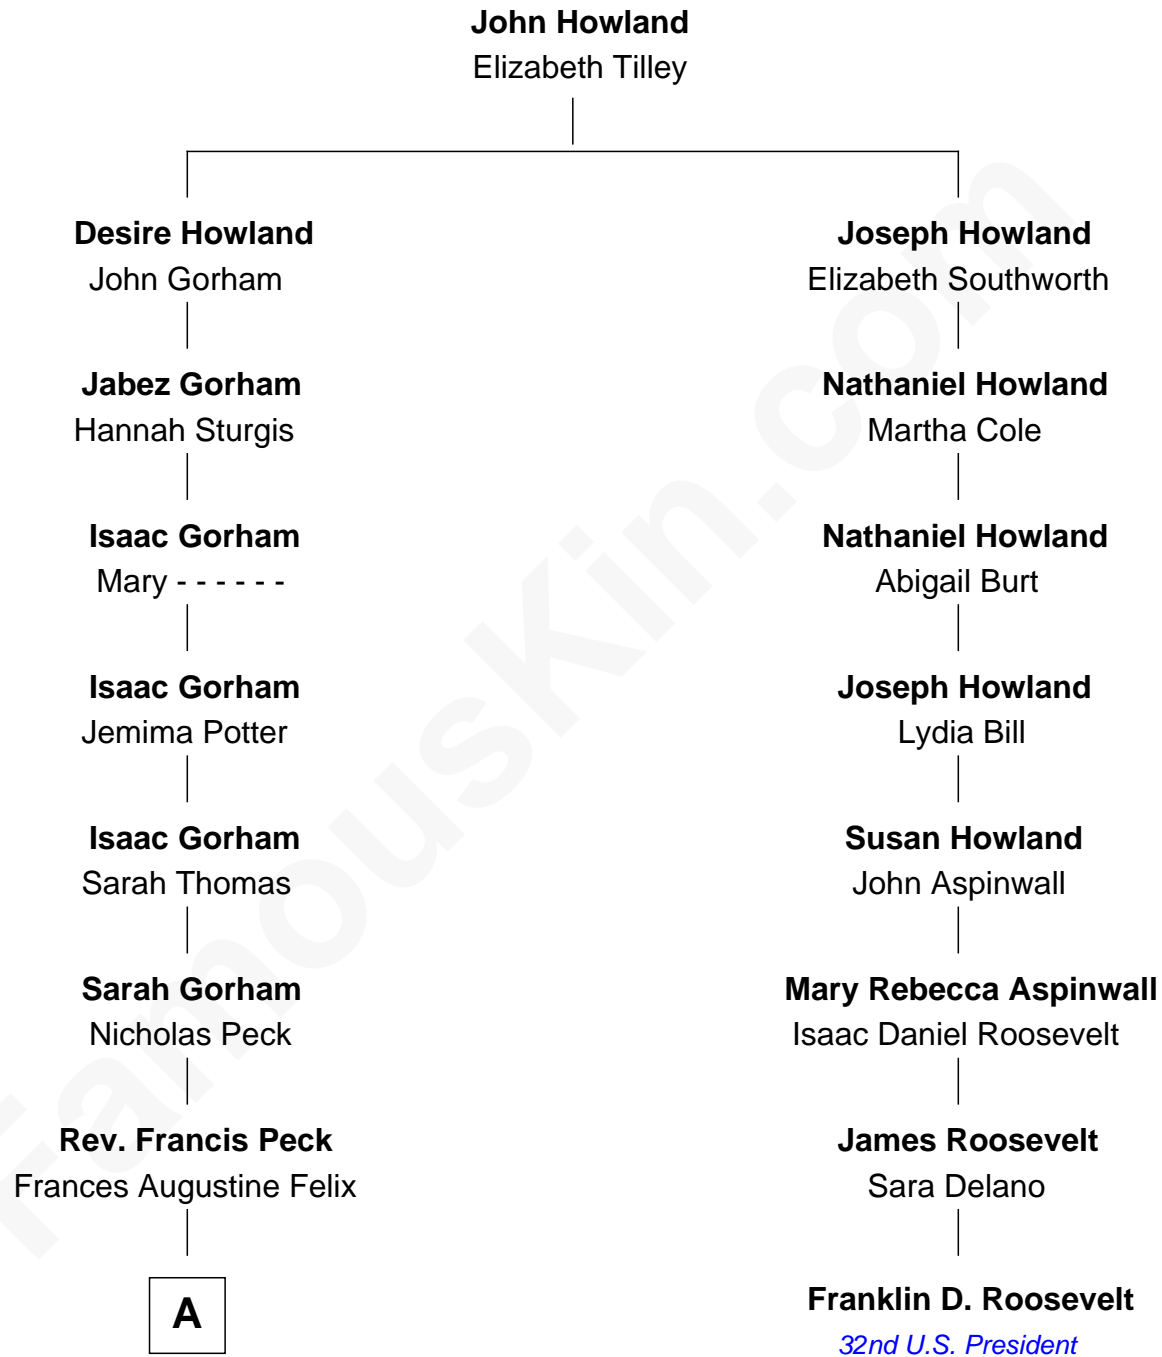 John Howland
Elizabeth Tilley
Desire Howland
John Gorham
Joseph Howland
Elizabeth Southworth
Jabez Gorham
Hannah Sturgis
Nathaniel Howland
Martha Cole
Isaac Gorham
Mary - - - - - -
Nathaniel Howland
Abigail Burt
Isaac Gorham
Jemima Potter
Joseph Howland
Lydia Bill
Isaac Gorham
Sarah Thomas
Susan Howland
John Aspinwall
Sarah Gorham
Nicholas Peck
Mary Rebecca Aspinwall
Isaac Daniel Roosevelt
Rev. Francis Peck
Frances Augustine Felix
James Roosevelt
Sara Delano
A
Franklin D. Roosevelt
32nd U.S. President
FamousKin.com